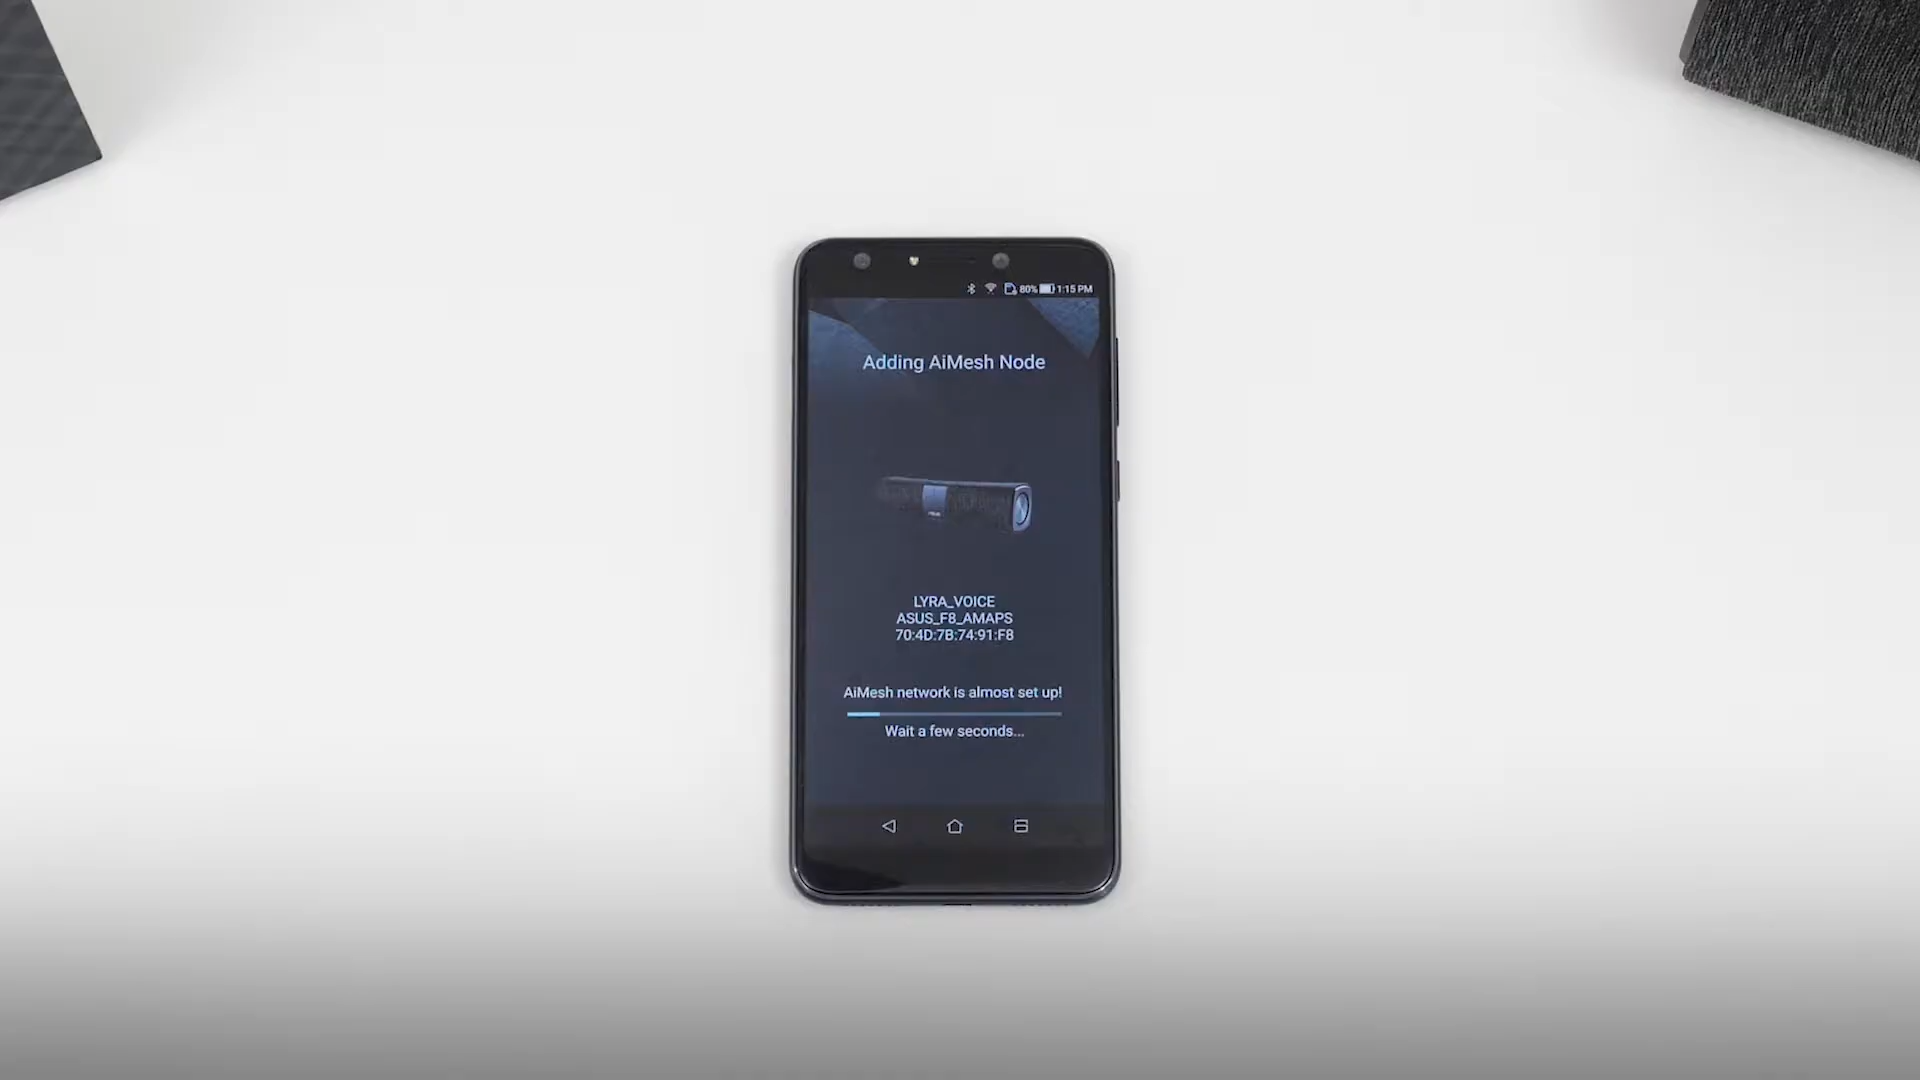 80% 1:15 PM
Adding AiMesh Node
LYRA_VOICE
ASUS_F8_AMAPS
70:4D:7B:74:91:F8
AiMesh network is almost set up!
Wait a few seconds...